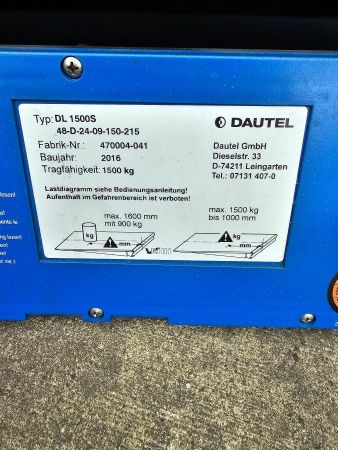 Typ: DL 1500S
48-D-24-09-150-215
Fabrik-Nr.: 470004-041
Baujahr: 2016
Tragfähigkeit: 1500 kg
DAUTEL
Dautel GmbH
Dieselstr. 33
D-74211 Leingarten
Tel.: 07131 407-0
Lastdiagramm siehe Bedienungsanleitung!
Aufenthalt im Gefahrenbereich ist verboten!
max. 1600 mm
mit 900 kg
kg
mm
max. 1500 kg
bis 1000 mm
kg
mm